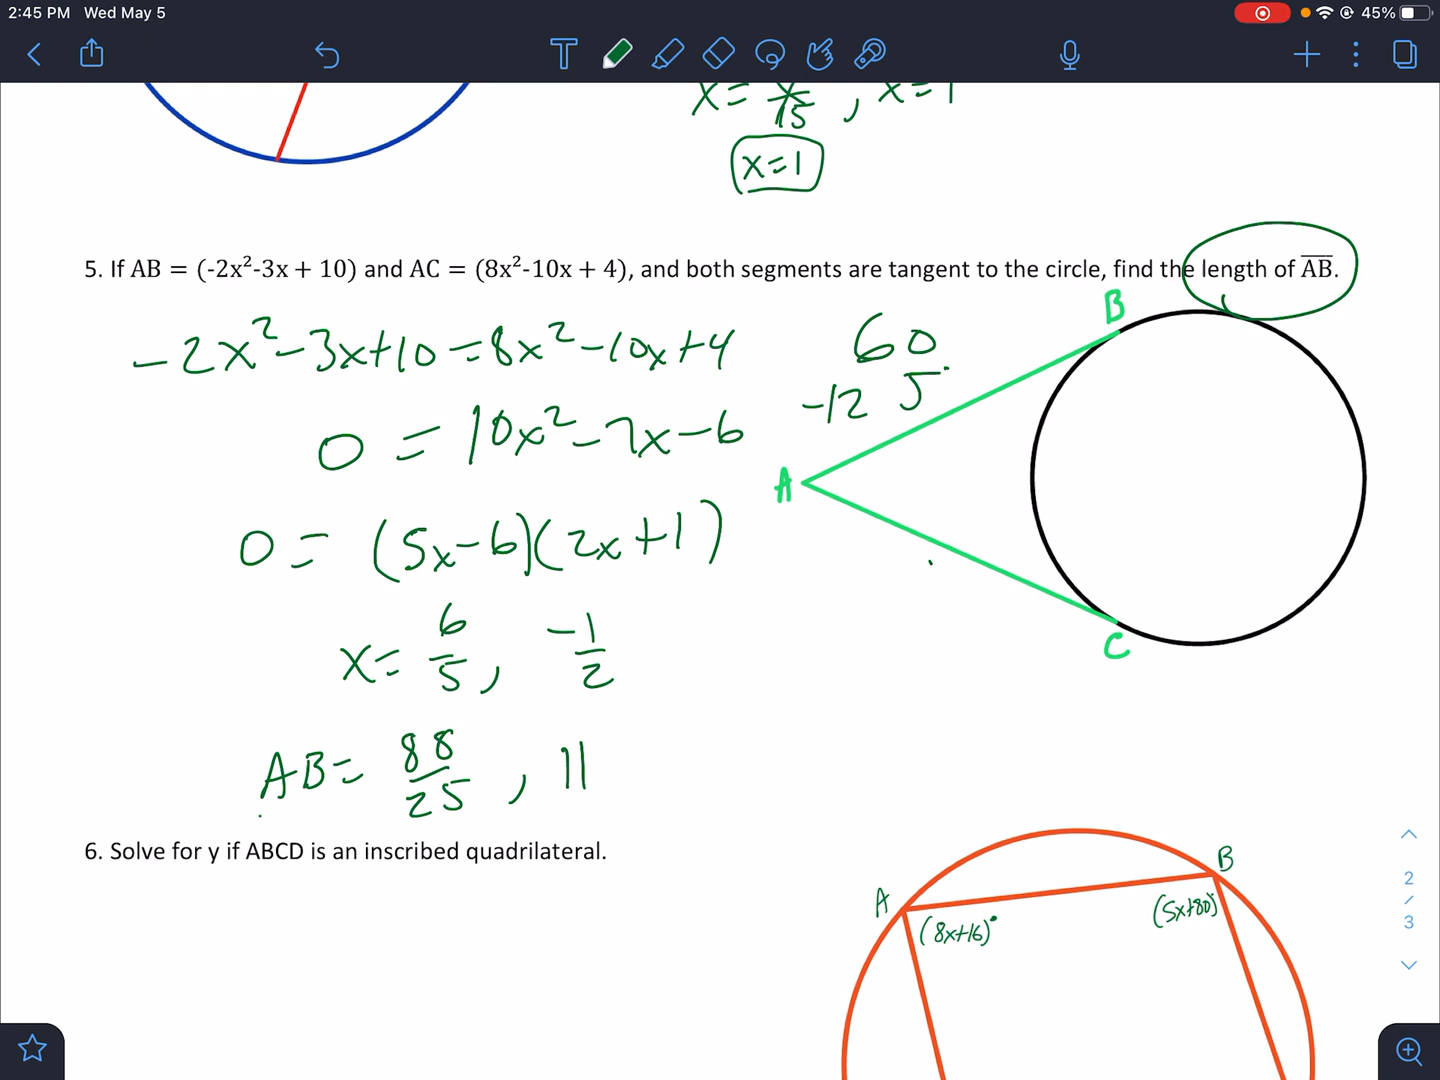 2:45 PM Wed May 5
45%
x=1
x=1
5. If AB = (-2x²-3x + 10) and AC = (8x²-10x + 4), and both segments are tangent to the circle, find the length of AB.
-2x²-3x+10=8x²-10x+4
60
-12 5
0 = 10x²-7x-6
0 = (5x-6)(2x+1)
x= 6/5, -1/2
AB= 88/25, 11
B
A
C
6. Solve for y if ABCD is an inscribed quadrilateral.
A
B
(8x+16)°
(5x+80)°
2
/
3